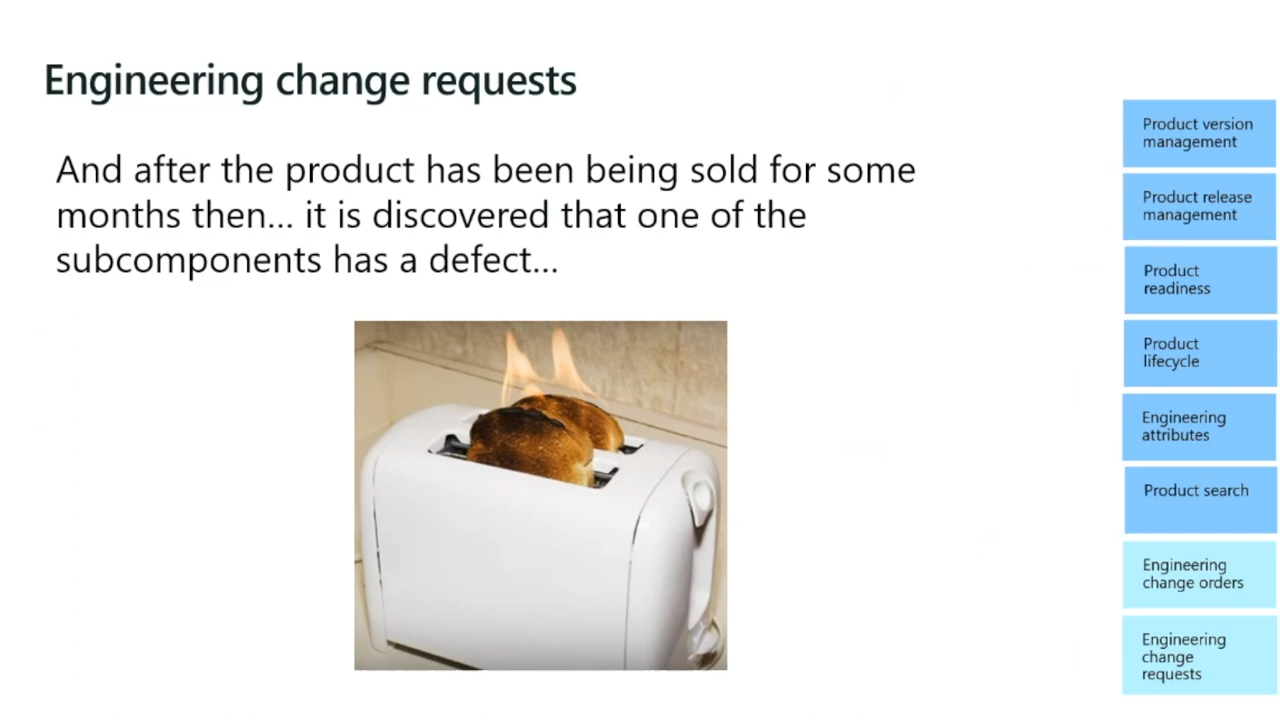 Engineering change requests
And after the product has been being sold for some
months then... it is discovered that one of the
subcomponents has a defect...
Product version
management
Product release
management
Product
readiness
Product
lifecycle
Engineering
attributes
Product search
Engineering
change orders
Engineering
change
requests